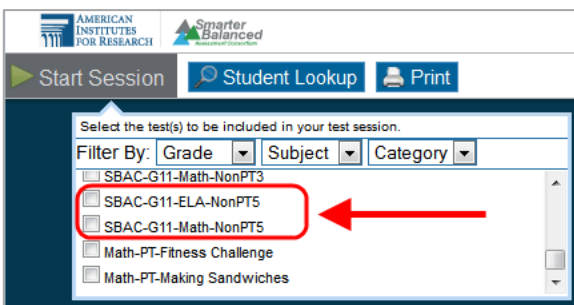 AMERICAN
INSTITUTES
FOR RESEARCH
Smarter
Balanced
Assessment Consortium
Start Session
Student Lookup
Print
Select the test(s) to be included in your test session.
Filter By: Grade Subject Category
SBAC-G11-Math-NonPT3
SBAC-G11-ELA-NonPT5
SBAC-G11-Math-NonPT5
Math-PT-Fitness Challenge
Math-PT-Making Sandwiches